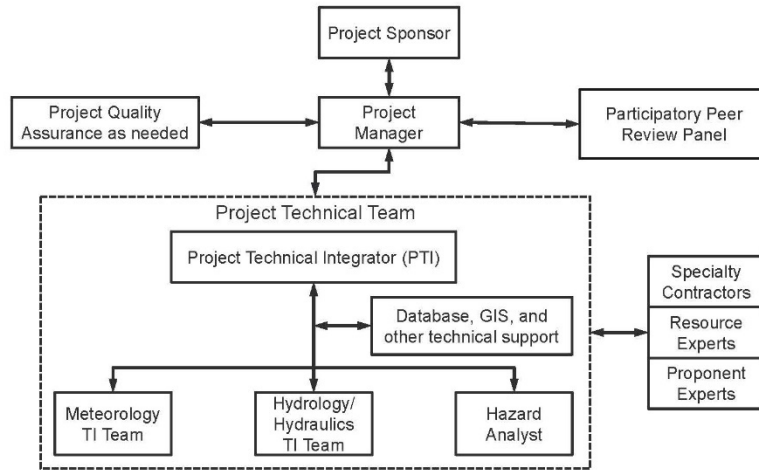 Project Sponsor
Project Quality
Assurance as needed
Project
Manager
Participatory Peer
Review Panel
Project Technical Team
Project Technical Integrator (PTI)
Database, GIS, and
other technical support
Specialty
Contractors
Resource
Experts
Proponent
Experts
Meteorology
TI Team
Hydrology/
Hydraulics
TI Team
Hazard
Analyst